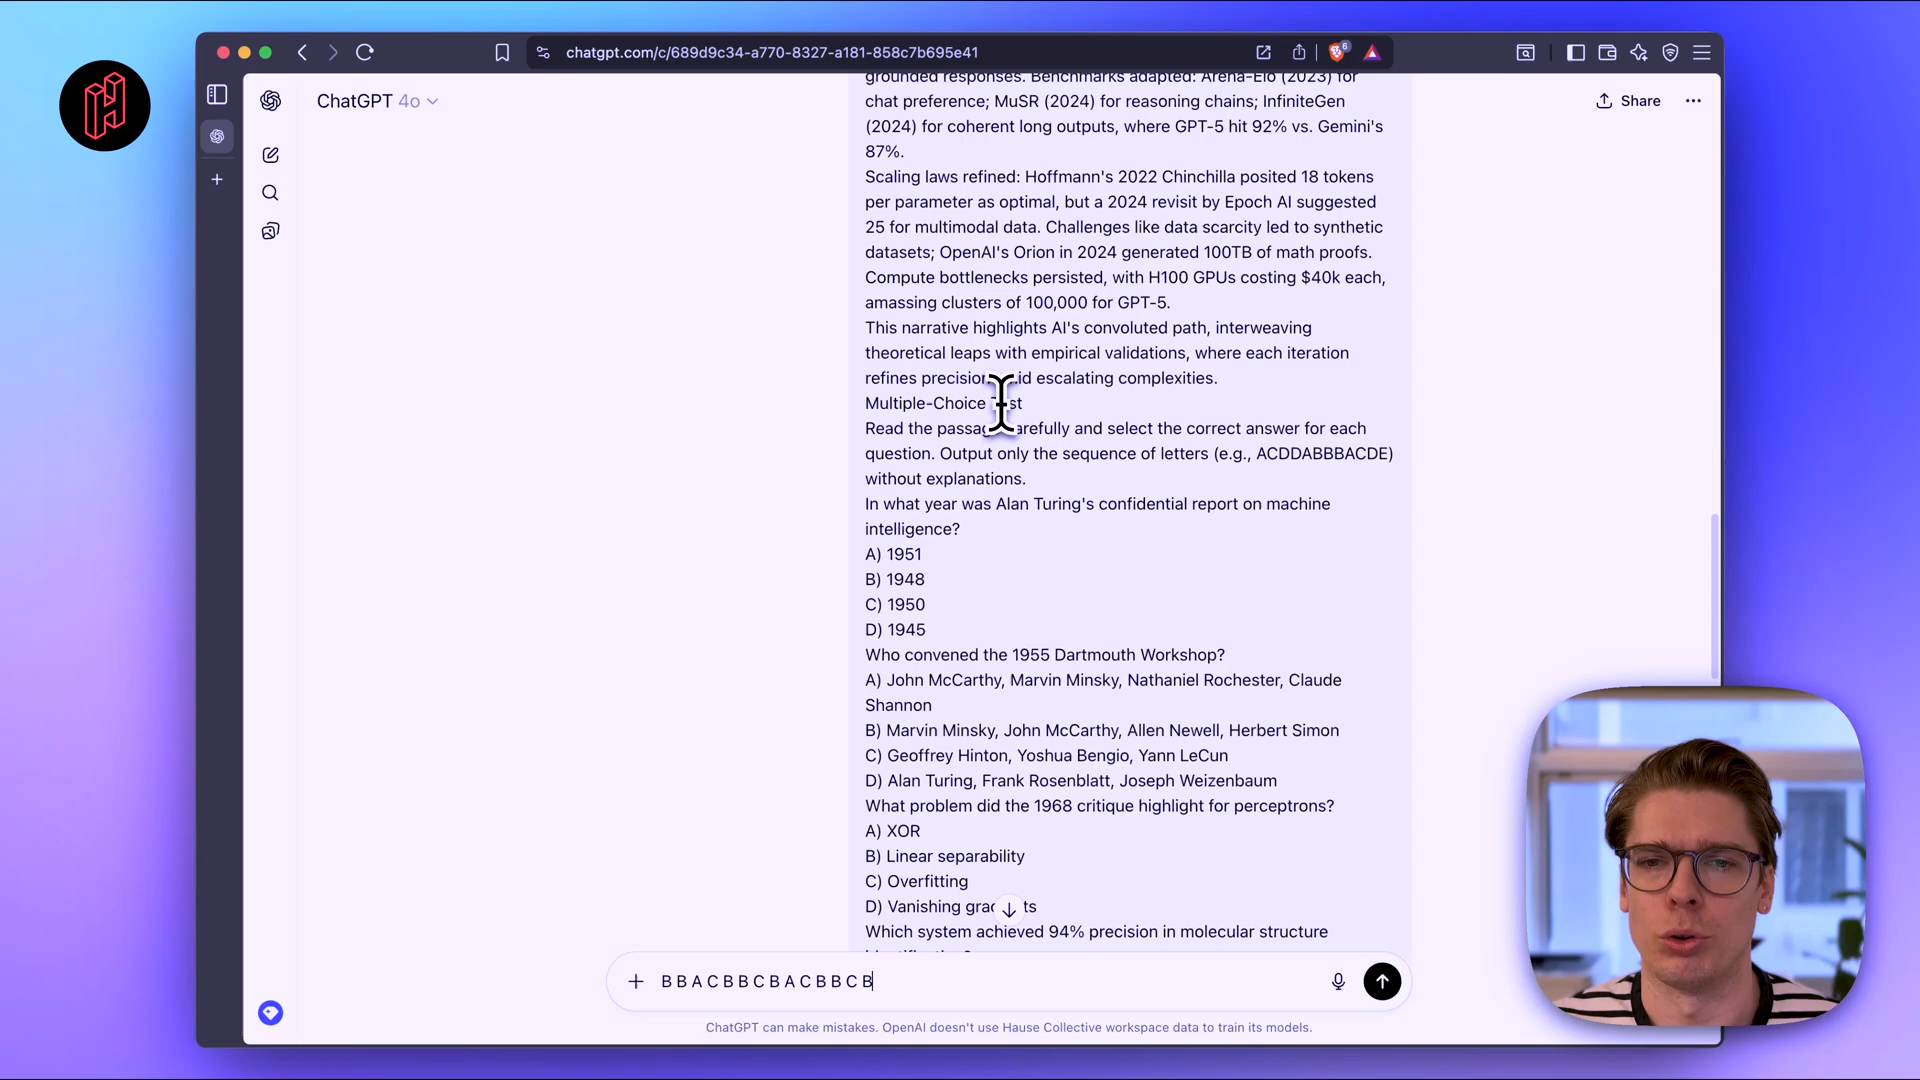 chatgpt.com/c/689d9c34-a770-8327-a181-858c7b695e41
6
ChatGPT 4o
Share
grounded responses. Benchmarks adapted: Arena-Elo (2023) for
chat preference; MuSR (2024) for reasoning chains; InfiniteGen
(2024) for coherent long outputs, where GPT-5 hit 92% vs. Gemini's
87%.
Scaling laws refined: Hoffmann's 2022 Chinchilla posited 18 tokens
per parameter as optimal, but a 2024 revisit by Epoch AI suggested
25 for multimodal data. Challenges like data scarcity led to synthetic
datasets; OpenAI's Orion in 2024 generated 100TB of math proofs.
Compute bottlenecks persisted, with H100 GPUs costing $40k each,
amassing clusters of 100,000 for GPT-5.
This narrative highlights AI's convoluted path, interweaving
theoretical leaps with empirical validations, where each iteration
refines precision escalating complexities.
Multiple-Choice
Read the passage carefully and select the correct answer for each
question. Output only the sequence of letters (e.g., ACDDABBBACDE)
without explanations.
In what year was Alan Turing's confidential report on machine
intelligence?
A) 1951
B) 1948
C) 1950
D) 1945
Who convened the 1955 Dartmouth Workshop?
A) John McCarthy, Marvin Minsky, Nathaniel Rochester, Claude
Shannon
B) Marvin Minsky, John McCarthy, Allen Newell, Herbert Simon
C) Geoffrey Hinton, Yoshua Bengio, Yann LeCun
D) Alan Turing, Frank Rosenblatt, Joseph Weizenbaum
What problem did the 1968 critique highlight for perceptrons?
A) XOR
B) Linear separability
C) Overfitting
D) Vanishing
Which system achieved 94% precision in molecular structure
B B A C B B C B A C B B C B
ChatGPT can make mistakes. OpenAI doesn't use Hause Collective workspace data to train its models.